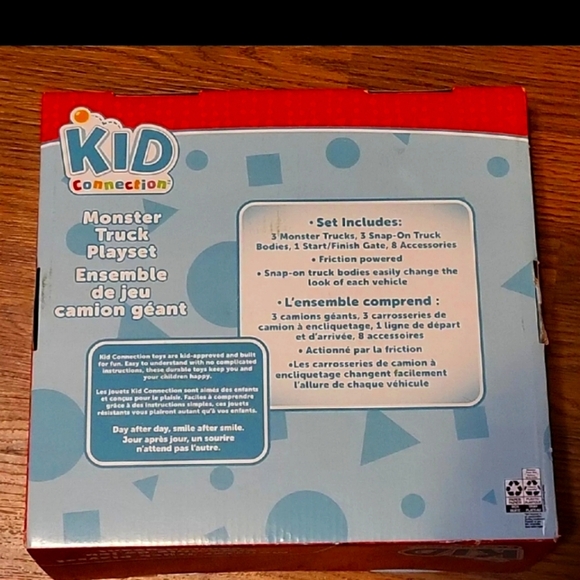 KID
Connection
Monster
Truck
Playset
Ensemble
de jeu
camion géant
• Set Includes:
3 Monster Trucks, 3 Snap-On Truck
Bodies, 1 Start/Finish Gate, 8 Accessories
• Friction powered
• Snap-on truck bodies easily change the
look of each vehicle
• L'ensemble comprend :
3 camions géants, 3 carrosseries de
camion à encliquetage, 1 ligne de départ
et d'arrivée, 8 accessoires
• Actionné par la friction
•Les carrosseries de camion à
encliquetage changent facilement
l'allure de chaque véhicule
Kid Connection toys are kid-approved and built
for fun. Easy to understand with no complicated
instructions, these durable toys keep you and
your children happy.
Les jouets Kid Connection sont aimés des enfants
et conçus pour le plaisir. Faciles à comprendre
grâce à des instructions simples, ces jouets
résistants vous plairont autant qu'à vos enfants.
Day after day, smile after smile.
Jour après jour, un sourire
n'attend pas l'autre.